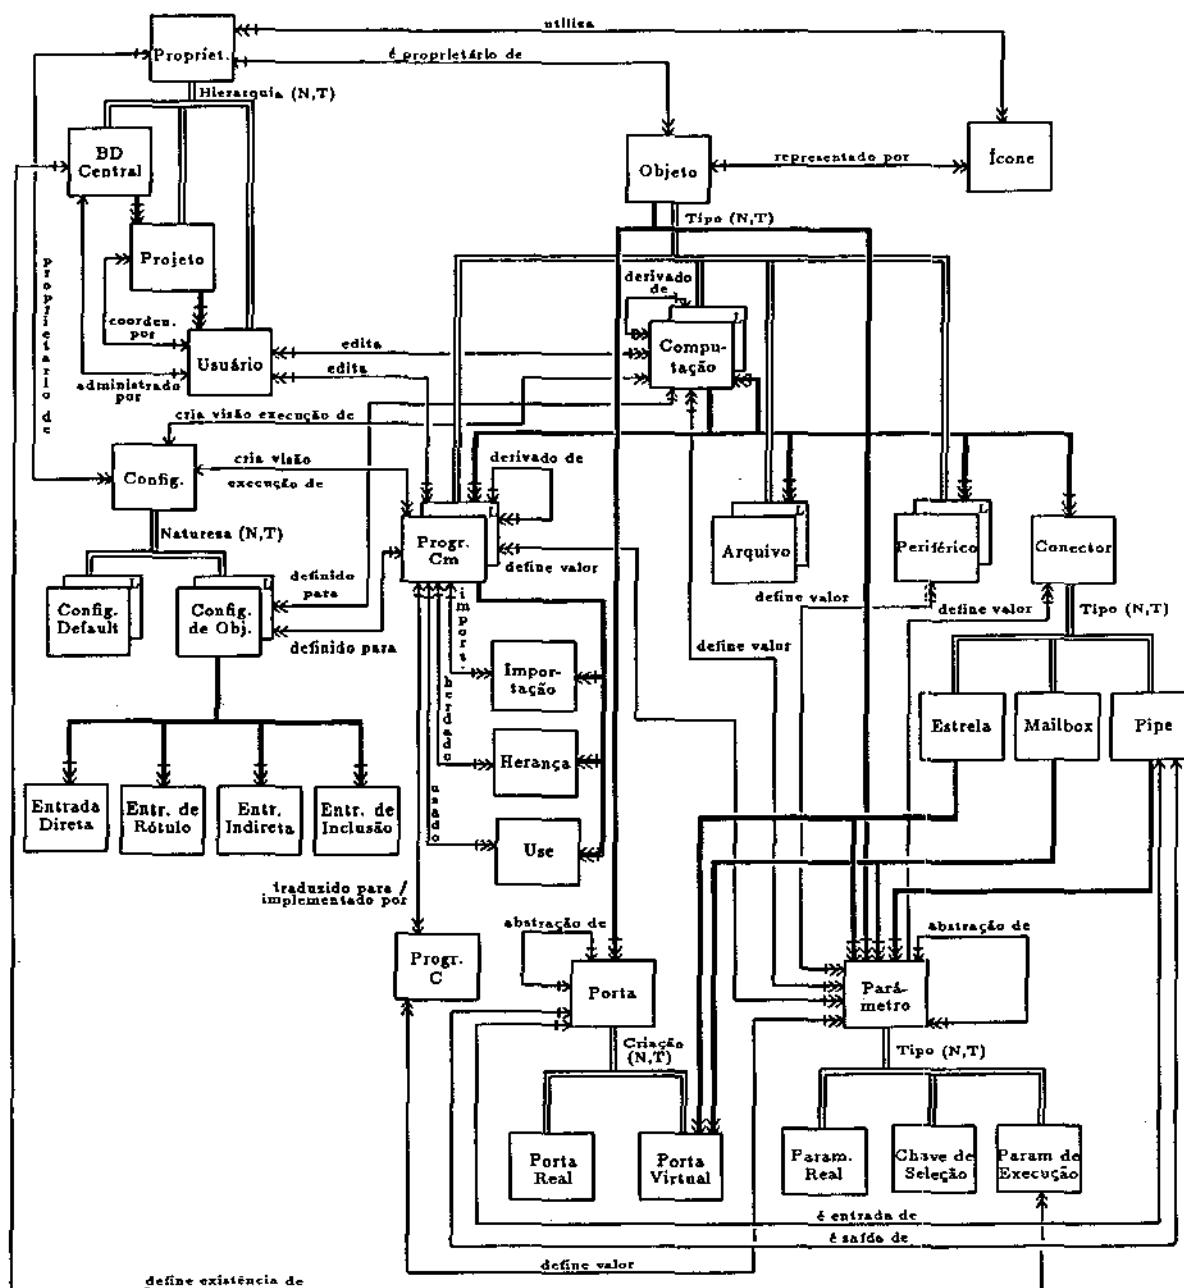 utiliza
Propriet.
é proprietário de
Hierarquia (N,T)
BD
Central
Objeto
representado por
Ícone
Tipo (N,T)
Projeto
derivado
de
L
proprietario de
coorden.
por
Usuário
edita
Compu-
tação
edita
administrado
por
cria visão execução de
Config.
cria visão
execução de
derivado de
L
L
L
Natureza (N,T)
Progr.
Cm
Arquivo
Periférico
Conector
define valor
define valor
define valor
define valor
Tipo (N,T)
L
L
Config.
Default
Config.
de Obj.
definido
para
definido para
import.
Impor-
tação
herdado
Estrela
Mailbox
Pipe
Herança
usado
Entrada
Direta
Entr. de
Rótulo
Entr.
Indireta
Entr. de
Inclusão
Use
traduzido para /
implementado por
abstração de
abstração de
Progr.
C
Porta
Parâ-
metro
Criação
(N,T)
Tipo (N,T)
Porta
Real
Porta
Virtual
Param.
Real
Chave de
Seleção
Param de
Execução
é entrada de
é saída de
define valor
define existência de